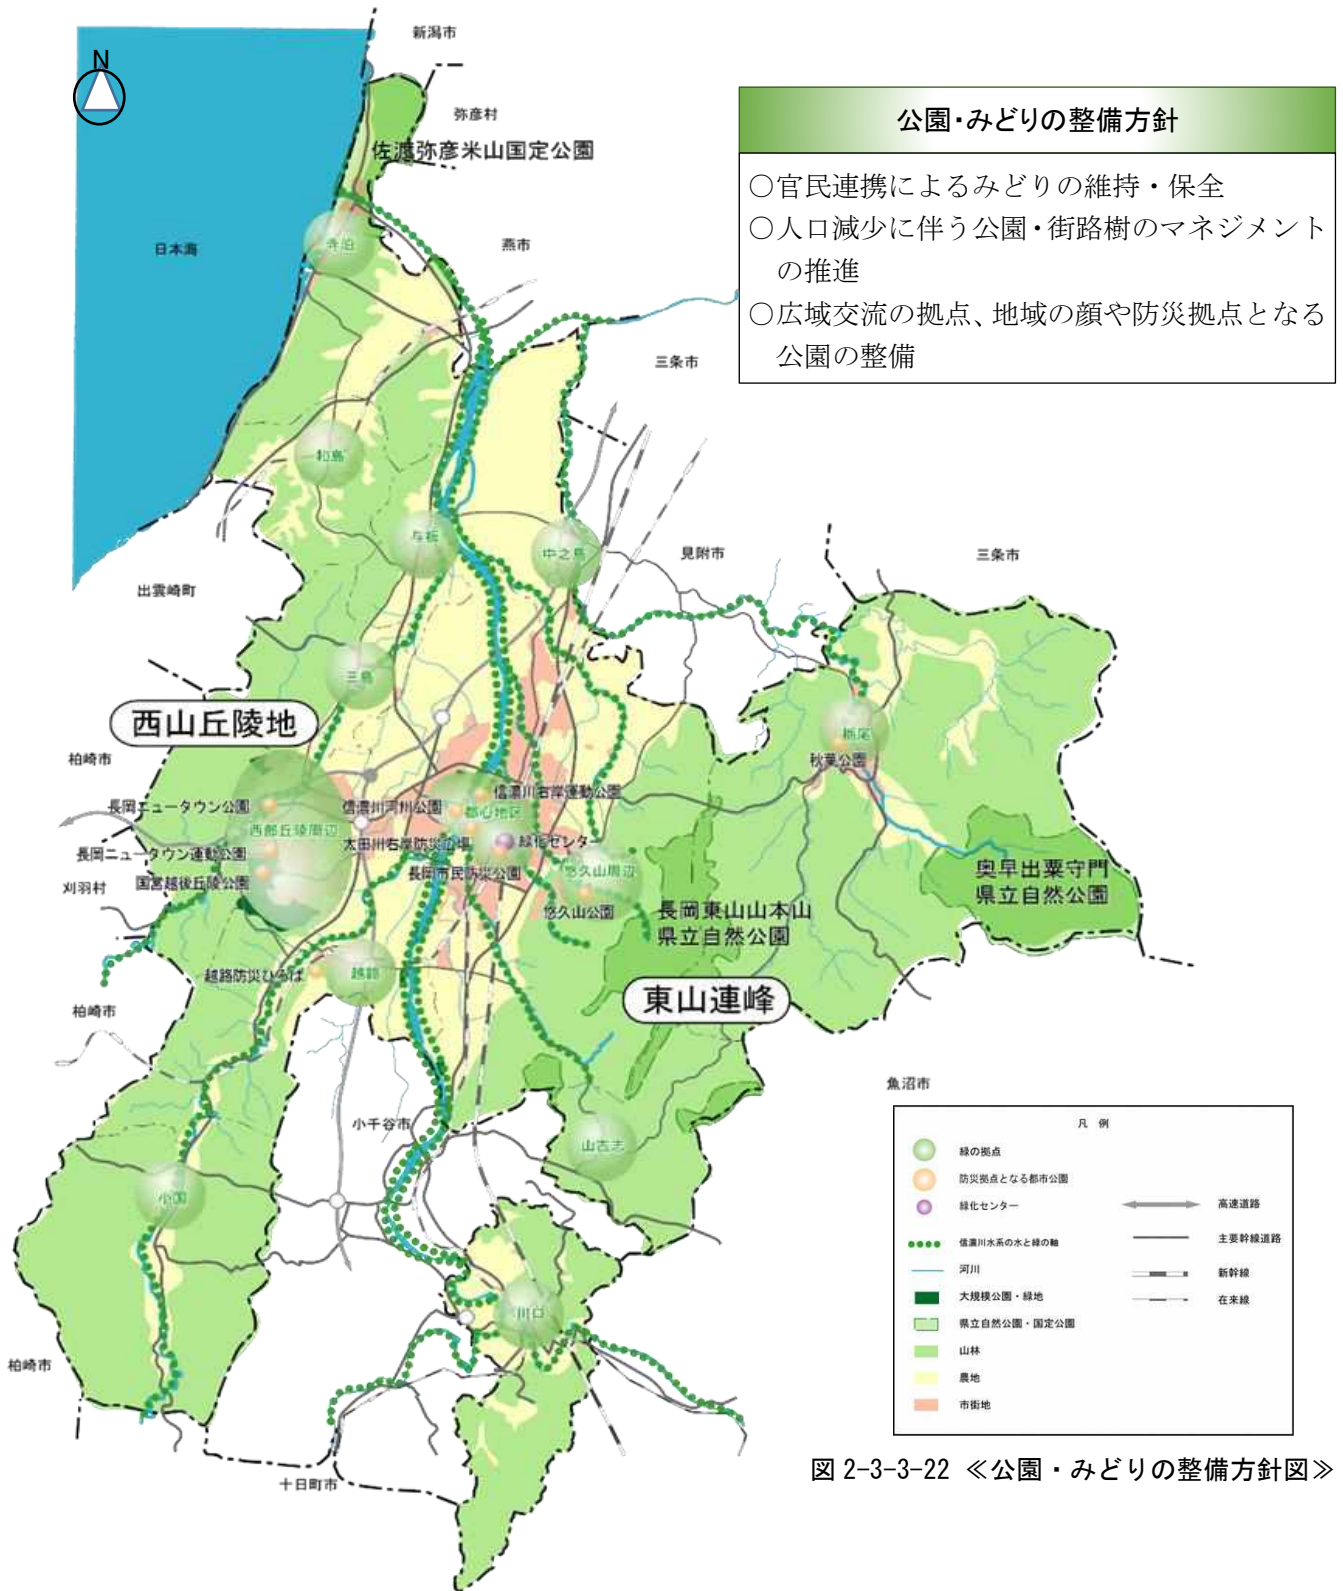 新潟市
N
弥彦村
佐渡弥彦米山国定公園
公園・みどりの整備方針
○官民連携によるみどりの維持・保全
○人口減少に伴う公園・街路樹のマネジメント
の推進
○広域交流の拠点、地域の顔や防災拠点となる
公園の整備
日本海
寺泊
燕市
三条市
和島
与板
中之島
見附市
三条市
出雲崎町
三島
西山丘陵地
栃尾
秋葉公園
柏崎市
長岡ニュータウン公園
信濃川河川公園
信濃川右岸運動公園
都心地区
西部丘陵周辺
太田川右岸防災広場
緑化センター
長岡ニュータウン運動公園
長岡市民防災公園
悠久山周辺
国営越後丘陵公園
刈羽村
悠久山公園
奥早出粟守門
県立自然公園
長岡東山山本山
県立自然公園
越路防災ひろば
越路
東山連峰
柏崎市
魚沼市
小千谷市
山古志
小国
川口
柏崎市
十日町市
凡例
緑の拠点
防災拠点となる都市公園
緑化センター
信濃川水系の水と緑の軸
河川
大規模公園・緑地
県立自然公園・国定公園
山林
農地
市街地
高速道路
主要幹線道路
新幹線
在来線
図 2-3-3-22 ≪公園・みどりの整備方針図≫